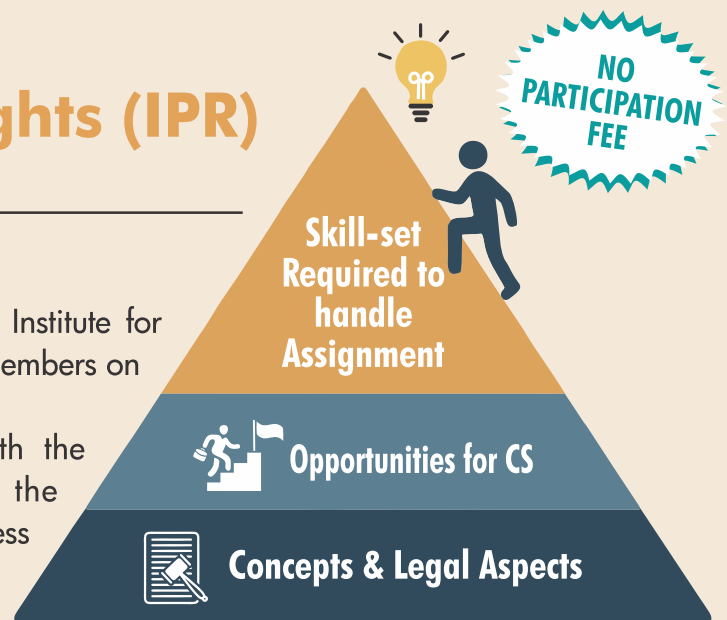 ghts (IPR)
NO
PARTICIPATION
FEE
Institute for
embers on
th the
the
ess
Skill-set
Required to
handle
Assignment
Opportunities for CS
Concepts & Legal Aspects